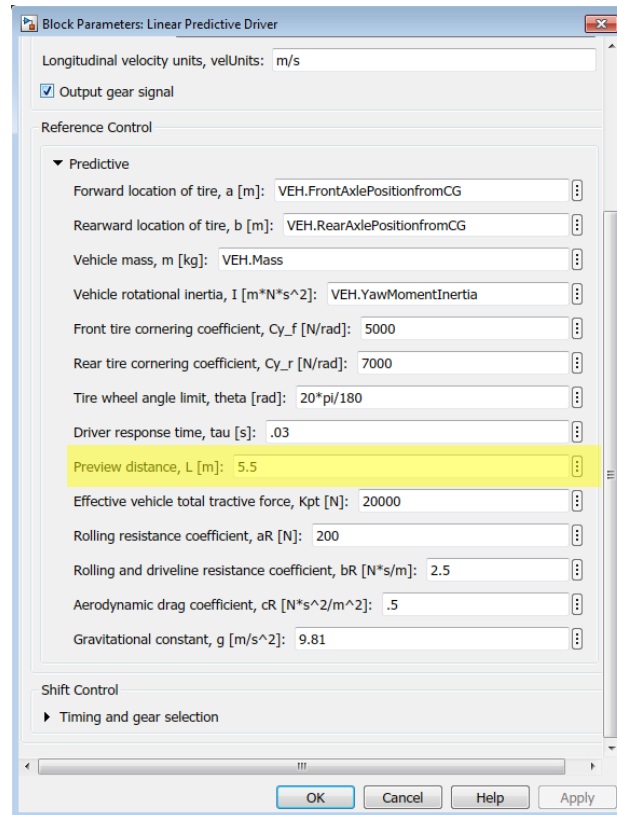 Block Parameters: Linear Predictive Driver
Longitudinal velocity units, velUnits: m/s
Output gear signal
Reference Control
Predictive
Forward location of tire, a [m]: VEH.FrontAxlePositionfromCG
Rearward location of tire, b [m]: VEH.RearAxlePositionfromCG
Vehicle mass, m [kg]: VEH.Mass
Vehicle rotational inertia, I [m*N*s^2]: VEH.YawMomentInertia
Front tire cornering coefficient, Cy_f [N/rad]: 5000
Rear tire cornering coefficient, Cy_r [N/rad]: 7000
Tire wheel angle limit, theta [rad]: 20*pi/180
Driver response time, tau [s]: .03
Preview distance, L [m]: 5.5
Effective vehicle total tractive force, Kpt [N]: 20000
Rolling resistance coefficient, aR [N]: 200
Rolling and driveline resistance coefficient, bR [N*s/m]: 2.5
Aerodynamic drag coefficient, cR [N*s^2/m^2]: .5
Gravitational constant, g [m/s^2]: 9.81
Shift Control
Timing and gear selection
OK Cancel Help Apply